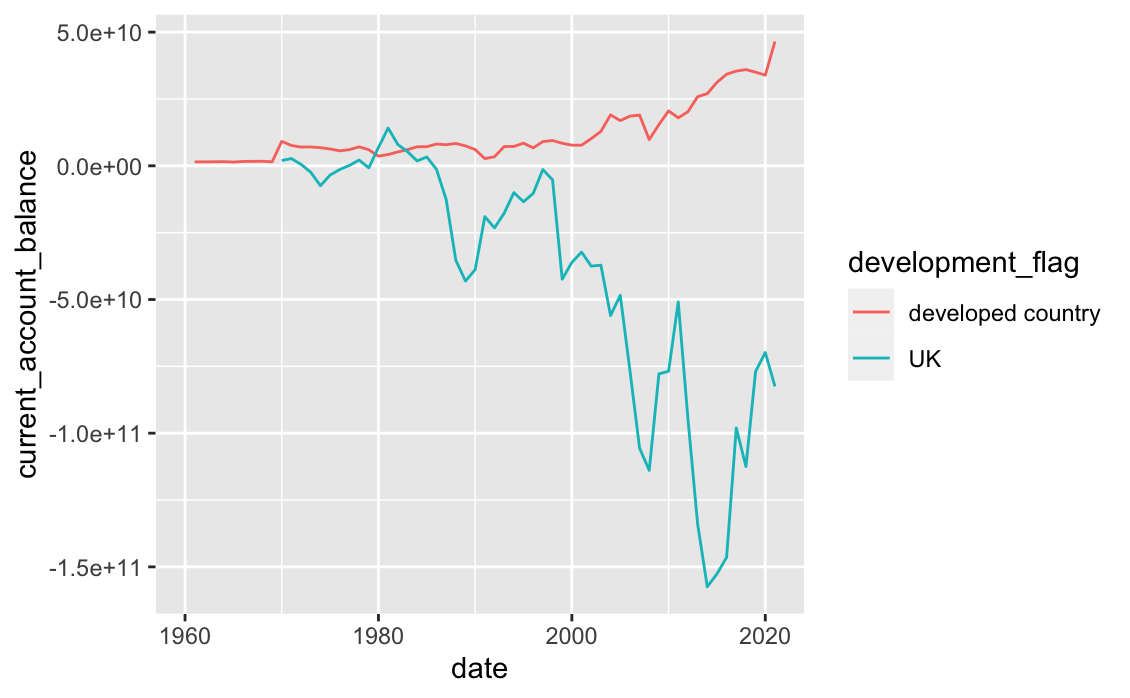 current_account_balance
5.0e+10
0.0e+00
-5.0e+10
-1.0e+11
-1.5e+11
1960 1980 2000 2020
date
development_flag
developed country
UK